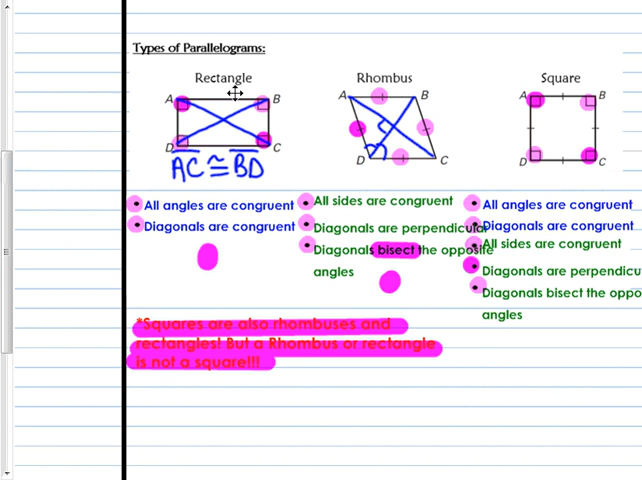 Types of Parallelograms:
Rectangle
Rhombus
Square
A B
D C
AC ≅ BD
A B
D C
A B
D C
• All angles are congruent
• Diagonals are congruent
• All sides are congruent
• Diagonals are perpendicular
• Diagonals bisect the opposite
angles
• All angles are congruent
• Diagonals are congruent
• All sides are congruent
• Diagonals are perpendicu
• Diagonals bisect the oppo
angles
*Squares are also rhombuses and
rectangles! But a Rhombus or rectangle
is not a square!!!